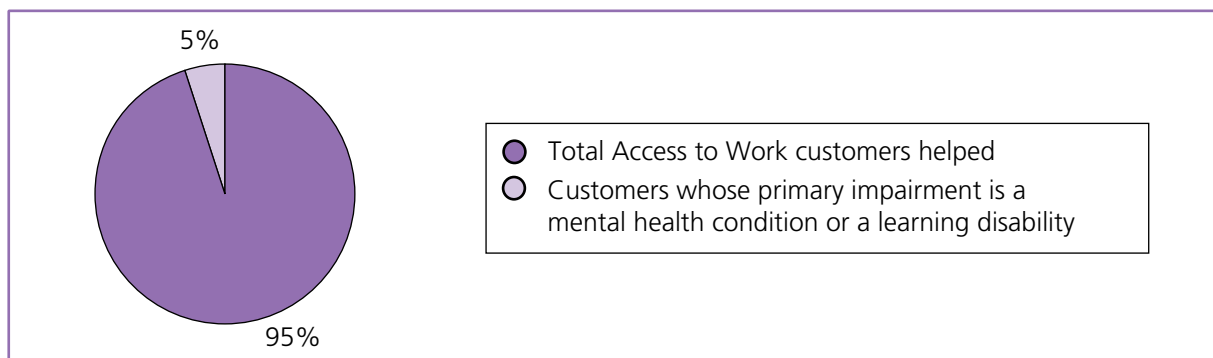 5%
95%
Total Access to Work customers helped
Customers whose primary impairment is a
mental health condition or a learning disability